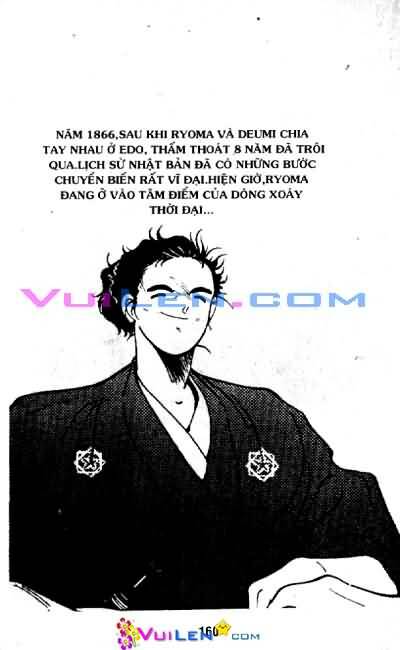 NĂM 1866,SAU KHI RYOMA VÀ DEUMI CHIA
TAY NHAU Ở EDO, THẤM THOÁT 8 NĂM ĐÃ TRÔI
QUA.LỊCH SỬ NHẬT BẢN ĐÃ CÓ NHỮNG BƯỚC
CHUYỂN BIẾN RẤT VĨ ĐẠI.HIỆN GIỜ,RYOMA
ĐANG Ở VÀO TÂM ĐIỂM CỦA DÒNG XOÁY
THỜI ĐẠI...
VUILEN.COM
160
VUILEN.COM